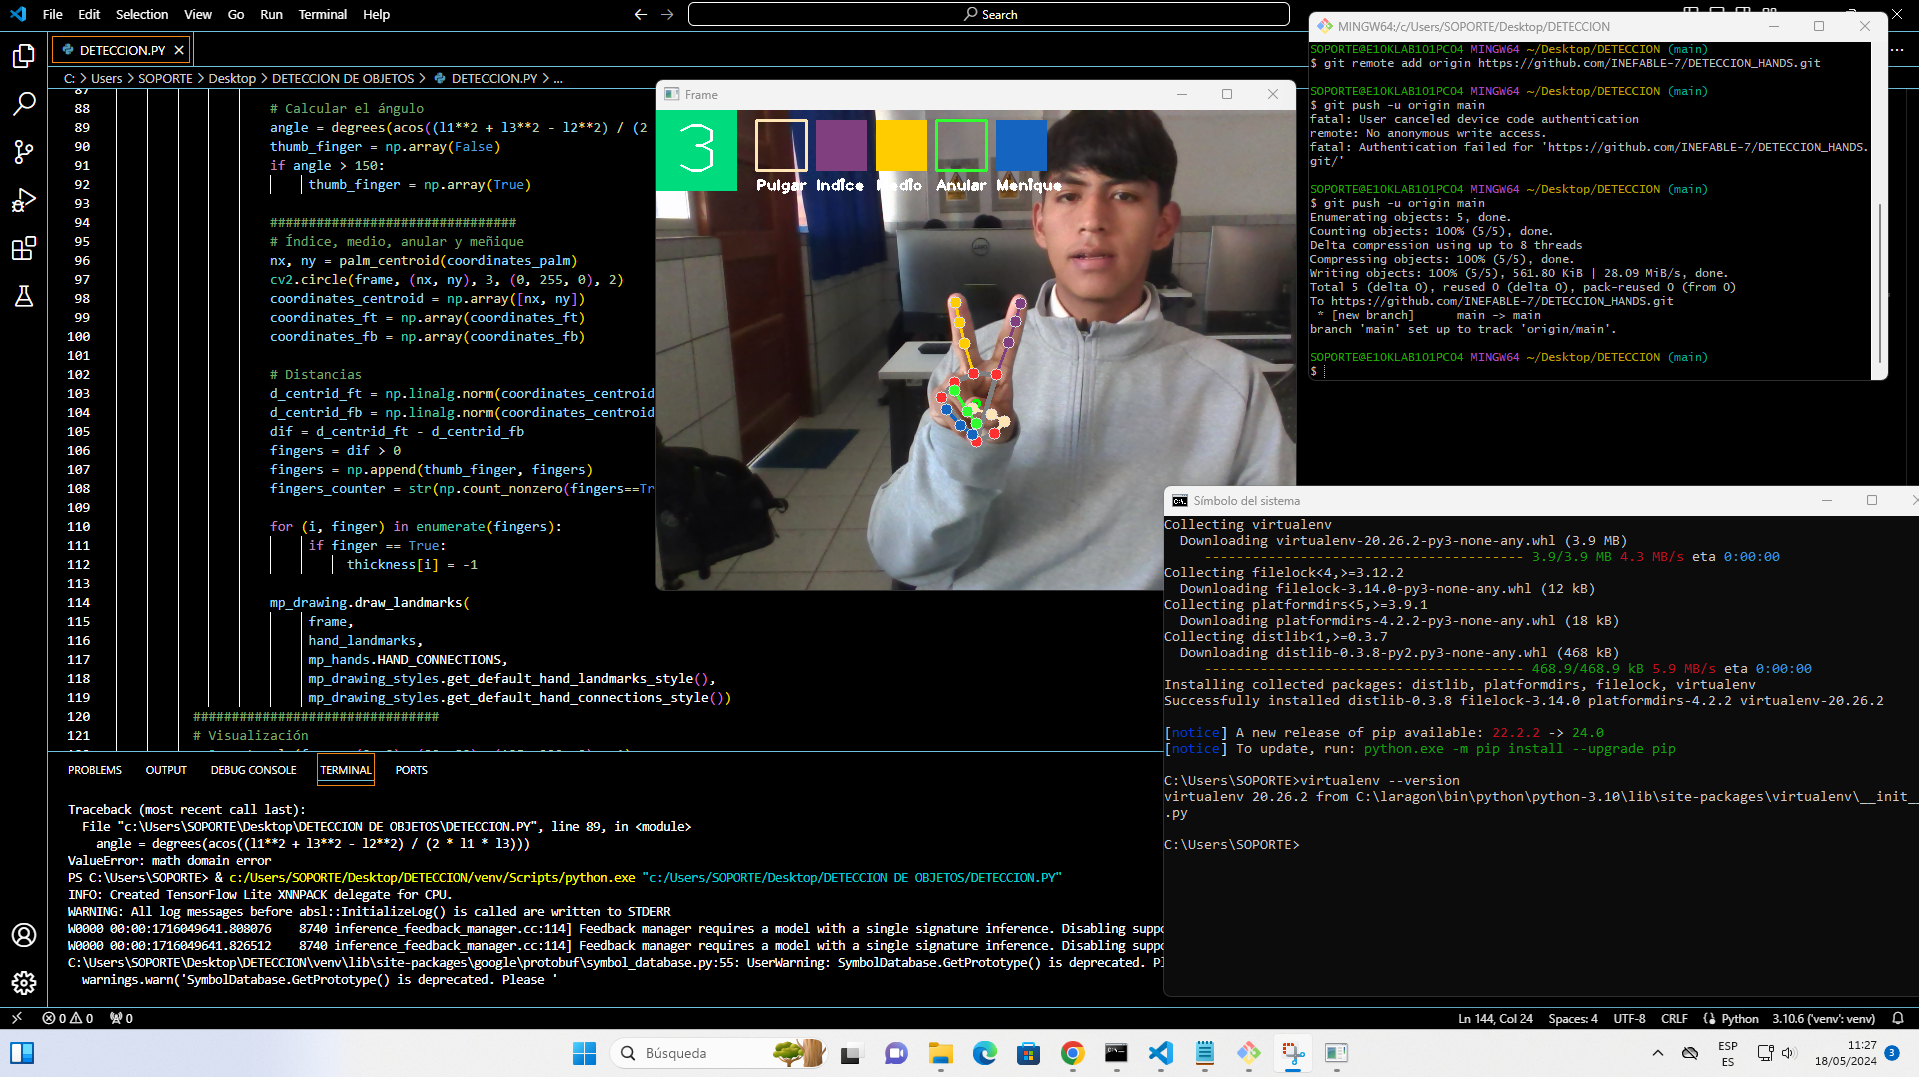 File Edit Selection View Go Run Terminal Help
Search
DETECCION.PY
C: > Users > SOPORTE > Desktop > DETECCION DE OBJETOS > DETECCION.PY > ...
87
88 # Calcular el ángulo
89 angle = degrees(acos((l1**2 + l3**2 - l2**2) / (2
90 thumb_finger = np.array(False)
91 if angle > 150:
92 thumb_finger = np.array(True)
93
94 ################################
95 # Índice, medio, anular y meñique
96 nx, ny = palm_centroid(coordinates_palm)
97 cv2.circle(frame, (nx, ny), 3, (0, 255, 0), 2)
98 coordinates_centroid = np.array([nx, ny])
99 coordinates_ft = np.array(coordinates_ft)
100 coordinates_fb = np.array(coordinates_fb)
101
102 # Distancias
103 d_centrid_ft = np.linalg.norm(coordinates_centroid
104 d_centrid_fb = np.linalg.norm(coordinates_centroid
105 dif = d_centrid_ft - d_centrid_fb
106 fingers = dif > 0
107 fingers = np.append(thumb_finger, fingers)
108 fingers_counter = str(np.count_nonzero(fingers==Tr
109
110 for (i, finger) in enumerate(fingers):
111 if finger == True:
112 thickness[i] = -1
113
114 mp_drawing.draw_landmarks(
115 frame,
116 hand_landmarks,
117 mp_hands.HAND_CONNECTIONS,
118 mp_drawing_styles.get_default_hand_landmarks_style(),
119 mp_drawing_styles.get_default_hand_connections_style())
120 ################################
121 # Visualización
Frame
3
Pulgar Indice Medio Anular Menique
MINGW64:/c/Users/SOPORTE/Desktop/DETECCION
SOPORTE@E10KLAB101PC04 MINGW64 ~/Desktop/DETECCION (main)
$ git remote add origin https://github.com/INEFABLE-7/DETECCION_HANDS.git
SOPORTE@E10KLAB101PC04 MINGW64 ~/Desktop/DETECCION (main)
$ git push -u origin main
fatal: User canceled device code authentication
remote: No anonymous write access.
fatal: Authentication failed for 'https://github.com/INEFABLE-7/DETECCION_HANDS.
git/'
SOPORTE@E10KLAB101PC04 MINGW64 ~/Desktop/DETECCION (main)
$ git push -u origin main
Enumerating objects: 5, done.
Counting objects: 100% (5/5), done.
Delta compression using up to 8 threads
Compressing objects: 100% (5/5), done.
Writing objects: 100% (5/5), 561.80 KiB | 28.09 MiB/s, done.
Total 5 (delta 0), reused 0 (delta 0), pack-reused 0 (from 0)
To https://github.com/INEFABLE-7/DETECCION_HANDS.git
* [new branch] main -> main
branch 'main' set up to track 'origin/main'.
SOPORTE@E10KLAB101PC04 MINGW64 ~/Desktop/DETECCION (main)
$
Símbolo del sistema
Collecting virtualenv
Downloading virtualenv-20.26.2-py3-none-any.whl (3.9 MB)
---------------------------------------- 3.9/3.9 MB 4.3 MB/s eta 0:00:00
Collecting filelock<4,>=3.12.2
Downloading filelock-3.14.0-py3-none-any.whl (12 kB)
Collecting platformdirs<5,>=3.9.1
Downloading platformdirs-4.2.2-py3-none-any.whl (18 kB)
Collecting distlib<1,>=0.3.7
Downloading distlib-0.3.8-py2.py3-none-any.whl (468 kB)
---------------------------------------- 468.9/468.9 kB 5.9 MB/s eta 0:00:00
Installing collected packages: distlib, platformdirs, filelock, virtualenv
Successfully installed distlib-0.3.8 filelock-3.14.0 platformdirs-4.2.2 virtualenv-20.26.2
[notice] A new release of pip available: 22.2.2 -> 24.0
[notice] To update, run: python.exe -m pip install --upgrade pip
C:\Users\SOPORTE>virtualenv --version
virtualenv 20.26.2 from C:\laragon\bin\python\python-3.10\lib\site-packages\virtualenv\__init__
.py
C:\Users\SOPORTE>
PROBLEMS OUTPUT DEBUG CONSOLE TERMINAL PORTS
Traceback (most recent call last):
File "c:\Users\SOPORTE\Desktop\DETECCION DE OBJETOS\DETECCION.PY", line 89, in <module>
angle = degrees(acos((l1**2 + l3**2 - l2**2) / (2 * l1 * l3)))
ValueError: math domain error
PS C:\Users\SOPORTE> & c:/Users/SOPORTE/Desktop/DETECCION/venv/Scripts/python.exe "c:/Users/SOPORTE/Desktop/DETECCION DE OBJETOS/DETECCION.PY"
INFO: Created TensorFlow Lite XNNPACK delegate for CPU.
WARNING: All log messages before absl::InitializeLog() is called are written to STDERR
W0000 00:00:1716049641.808076 8740 inference_feedback_manager.cc:114] Feedback manager requires a model with a single signature inference. Disabling suppo
W0000 00:00:1716049641.826512 8740 inference_feedback_manager.cc:114] Feedback manager requires a model with a single signature inference. Disabling suppo
C:\Users\SOPORTE\Desktop\DETECCION\venv\lib\site-packages\google\protobuf\symbol_database.py:55: UserWarning: SymbolDatabase.GetPrototype() is deprecated. Pl
warnings.warn('SymbolDatabase.GetPrototype() is deprecated. Please '
0 0 0
Ln 144, Col 24 Spaces: 4 UTF-8 CRLF Python 3.10.6 ('venv': venv)
Búsqueda
ESP
ES
11:27
18/05/2024
3